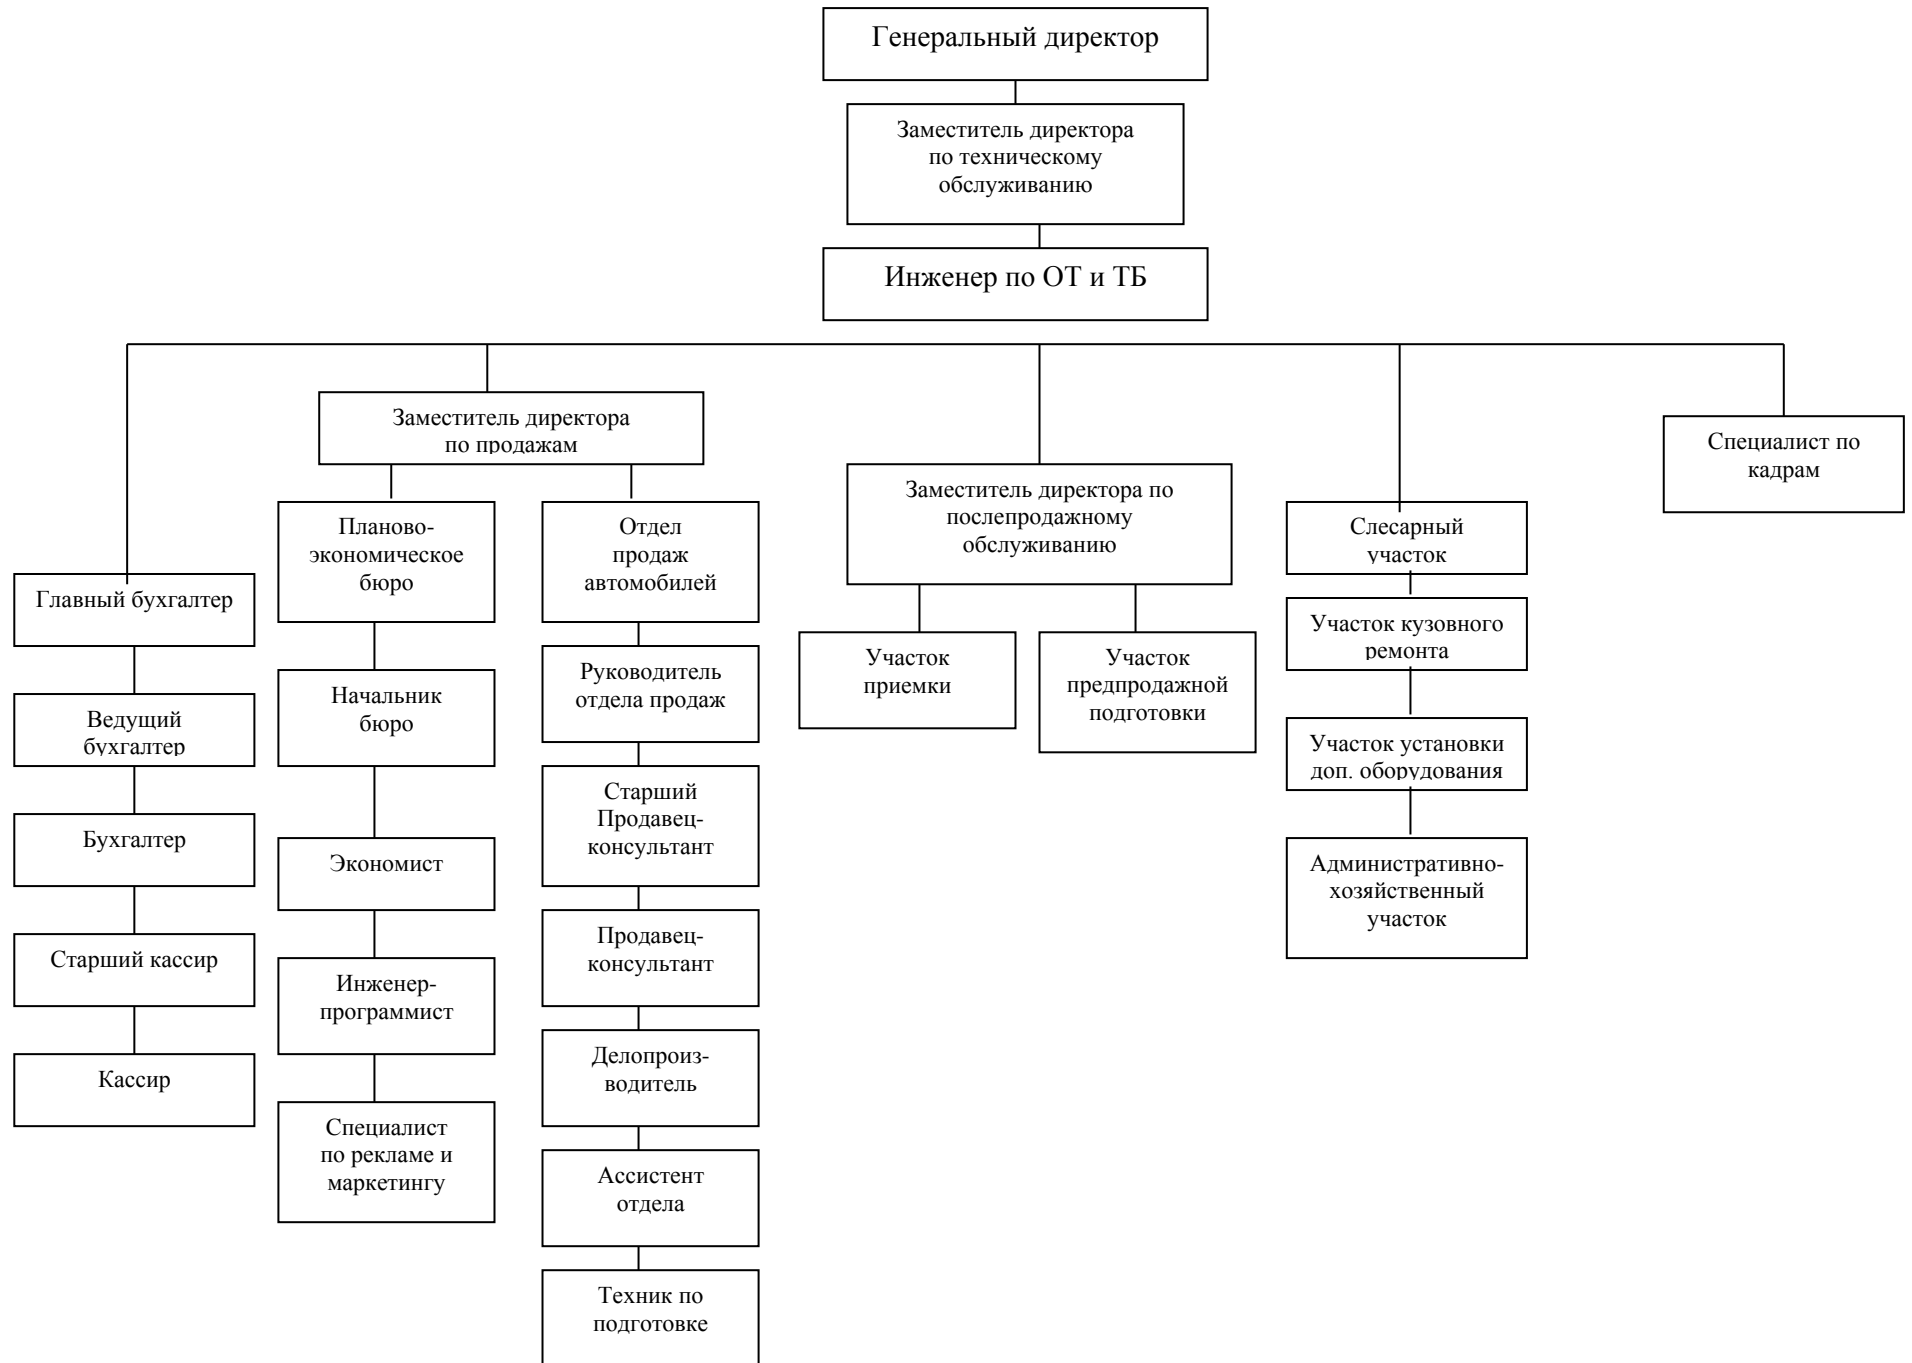 Генеральный директор
Заместитель директора
по техническому
обслуживанию
Инженер по ОТ и ТБ
Главный бухгалтер
Ведущий
бухгалтер
Бухгалтер
Старший кассир
Кассир
Заместитель директора
по продажам
Планово-
экономическое
бюро
Начальник
бюро
Экономист
Инженер-
программист
Специалист
по рекламе и
маркетингу
Отдел
продаж
автомобилей
Руководитель
отдела продаж
Старший
Продавец-
консультант
Продавец-
консультант
Делопроиз-
водитель
Ассистент
отдела
Техник по
подготовке
Заместитель директора по
послепродажному
обслуживанию
Участок
приемки
Участок
предпродажной
подготовки
Слесарный
участок
Участок кузовного
ремонта
Участок установки
доп. оборудования
Административно-
хозяйственный
участок
Специалист по
кадрам